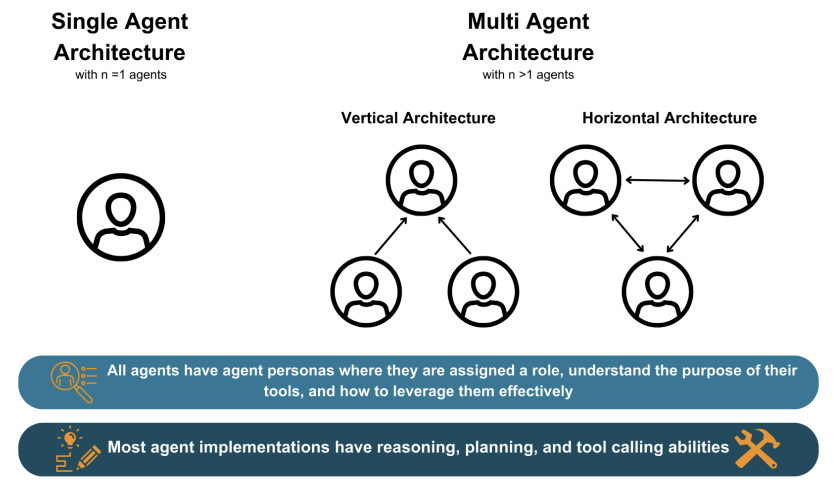 Single Agent
Architecture
with n =1 agents
Multi Agent
Architecture
with n >1 agents
Vertical Architecture
Horizontal Architecture
All agents have agent personas where they are assigned a role, understand the purpose of their
tools, and how to leverage them effectively
Most agent implementations have reasoning, planning, and tool calling abilities